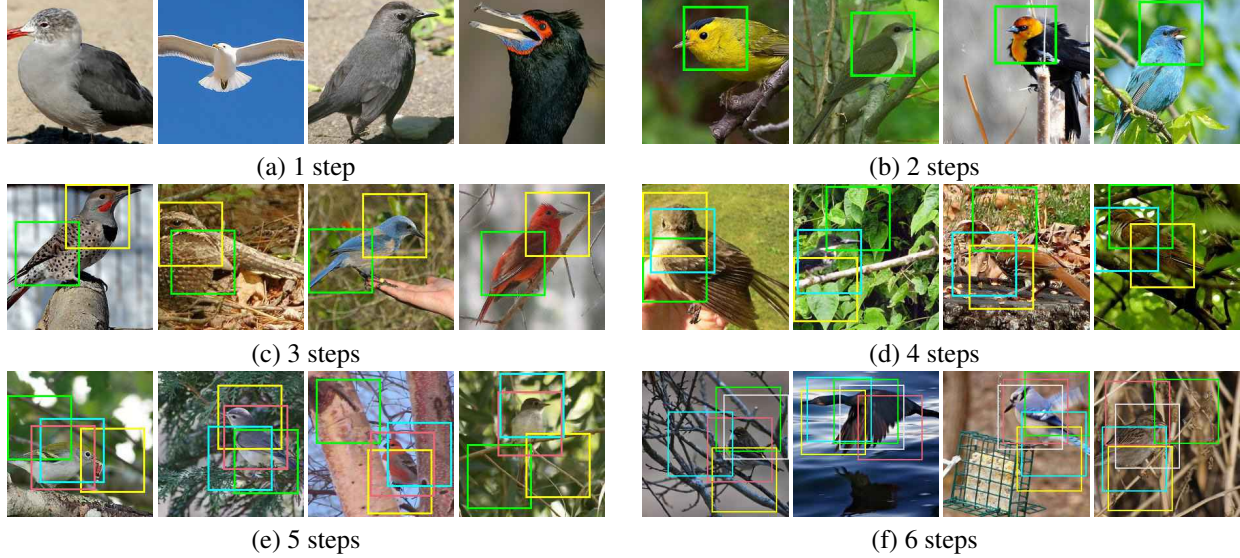 (a) 1 step
(b) 2 steps
(c) 3 steps
(d) 4 steps
(e) 5 steps
(f) 6 steps